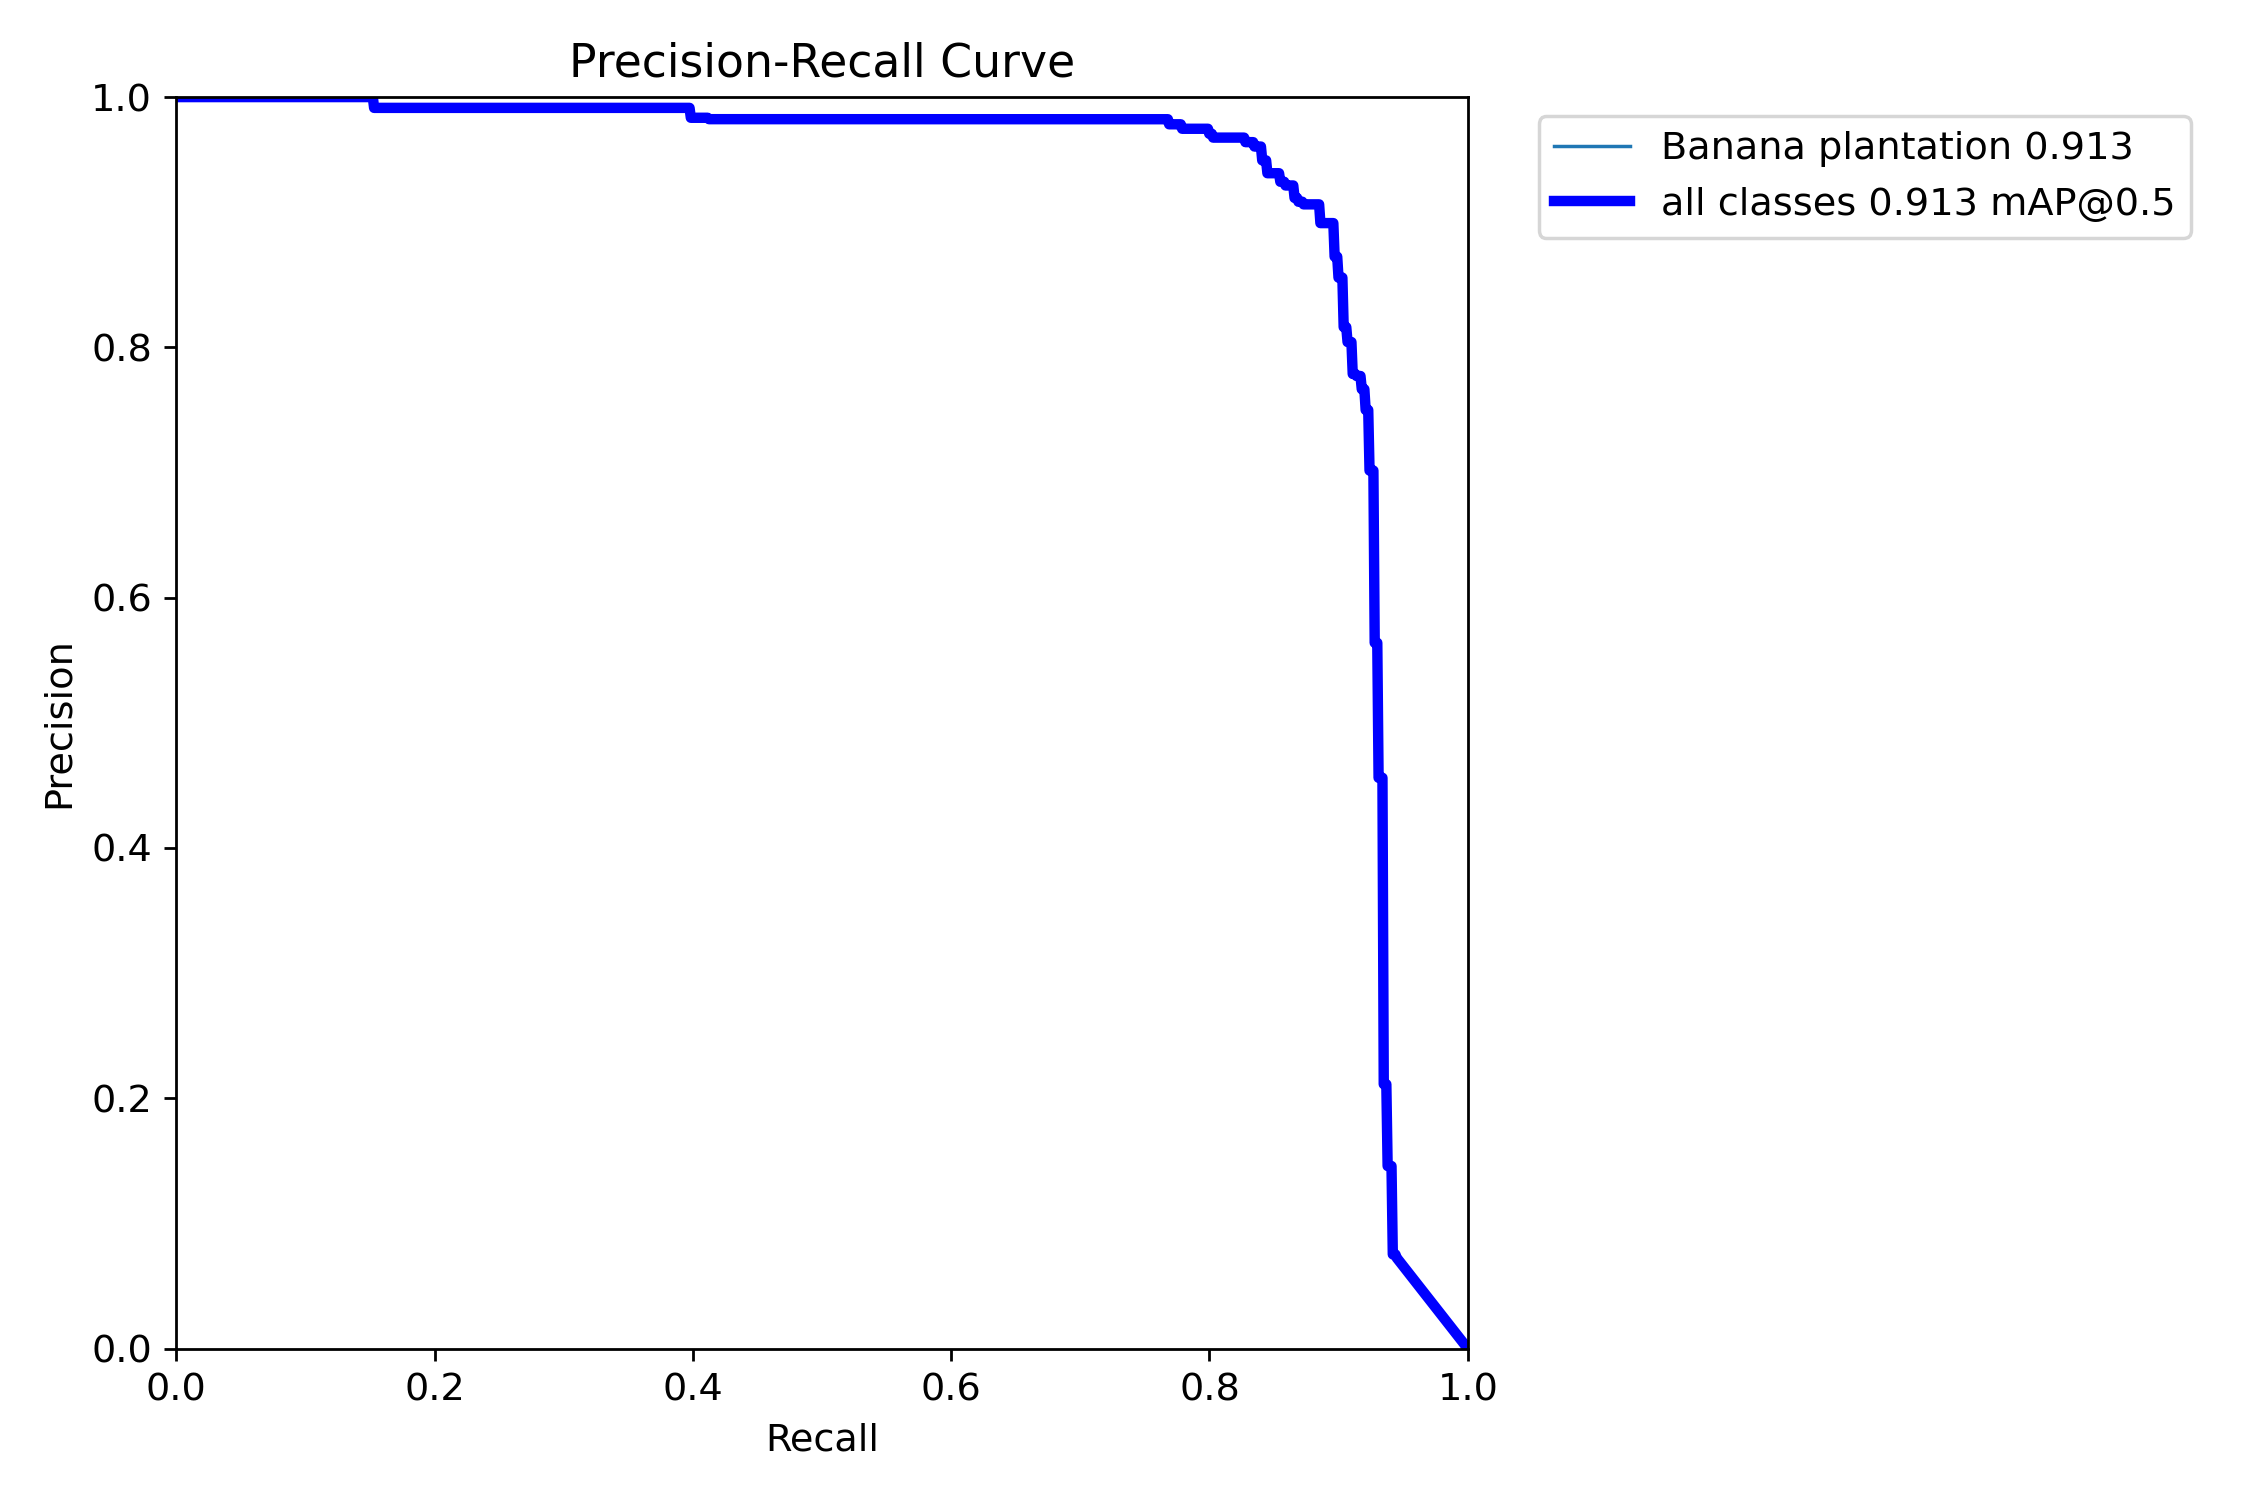 Precision-Recall Curve
Banana plantation 0.913
all classes 0.913 mAP@0.5
Precision
1.0
0.8
0.6
0.4
0.2
0.0
0.0 0.2 0.4 0.6 0.8 1.0
Recall